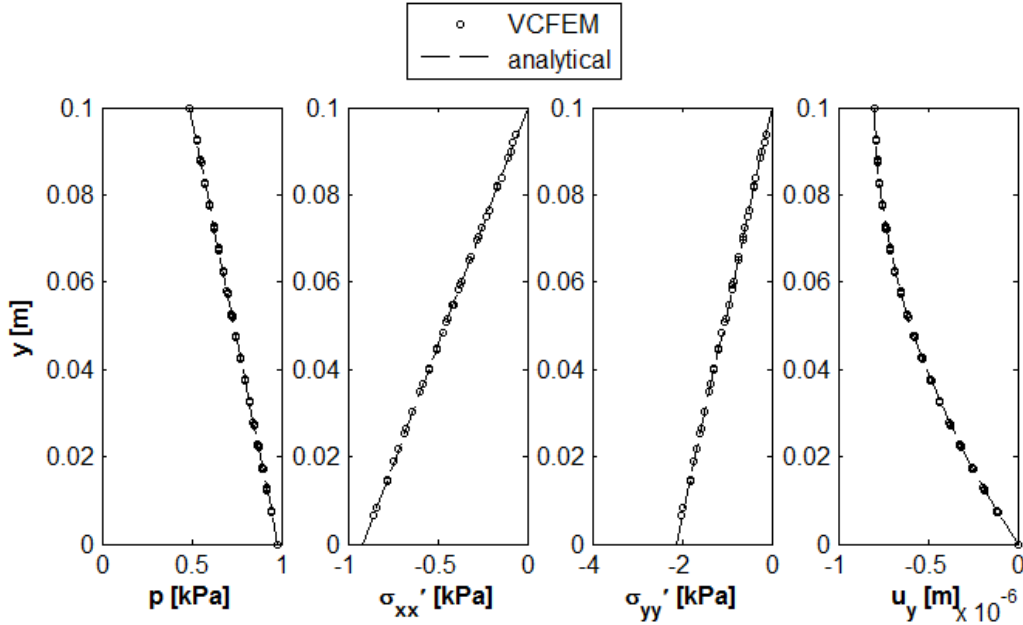 VCFEM
analytical
0.1 0.1 0.1 0.1
0.08 0.08 0.08 0.08
0.06 0.06 0.06 0.06
y [m]
0.04 0.04 0.04 0.04
0.02 0.02 0.02 0.02
0 0 0 0
0 0.5 1 -1 -0.5 0 -4 -2 0 -1 -0.5 0
p [kPa] σxx′ [kPa] σyy′ [kPa] uy [m] x 10^-6